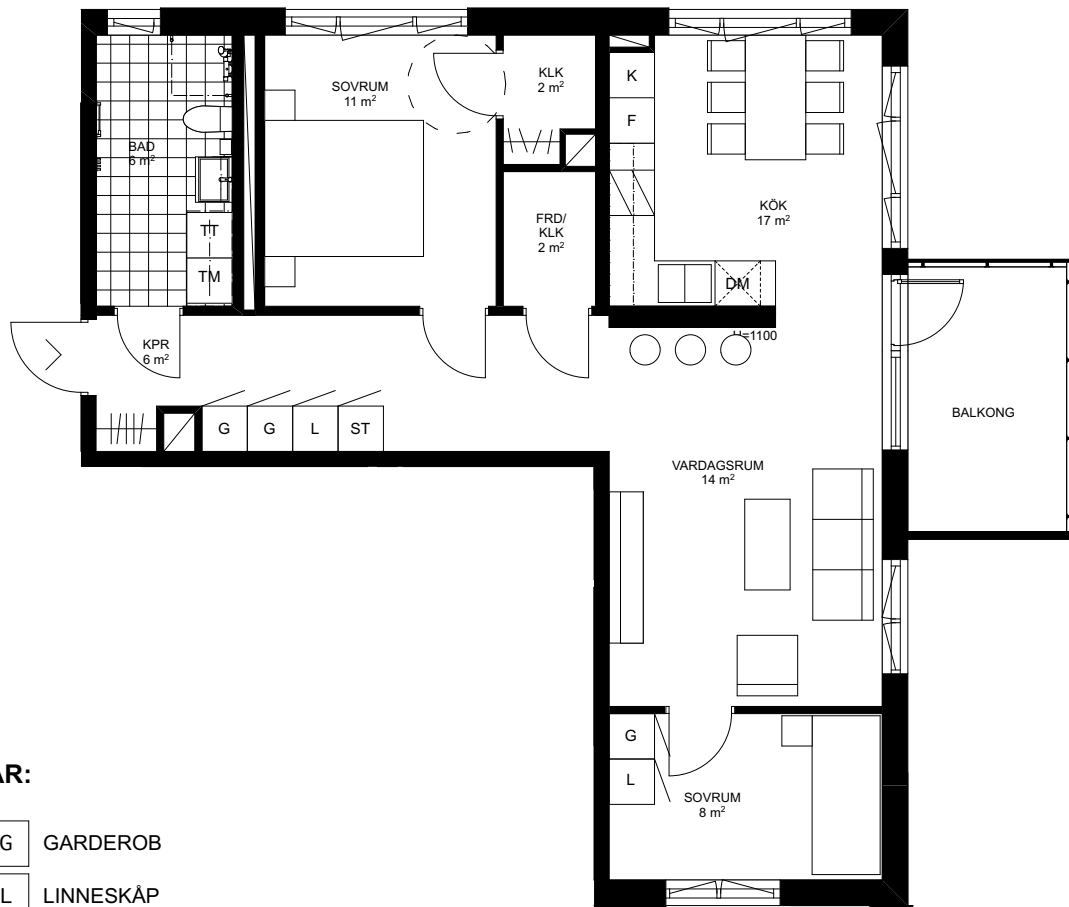 SOVRUM
11 m²
KLK
2 m²
K
F
BAD
6 m²
KÖK
17 m²
FRD/
KLK
2 m²
TT
TM
DM
H=1100
KPR
6 m²
BALKONG
G
G
L
ST
VARDAGSRUM
14 m²
G
L
SOVRUM
8 m²
AR:
G GARDEROB
L LINNESKÅP